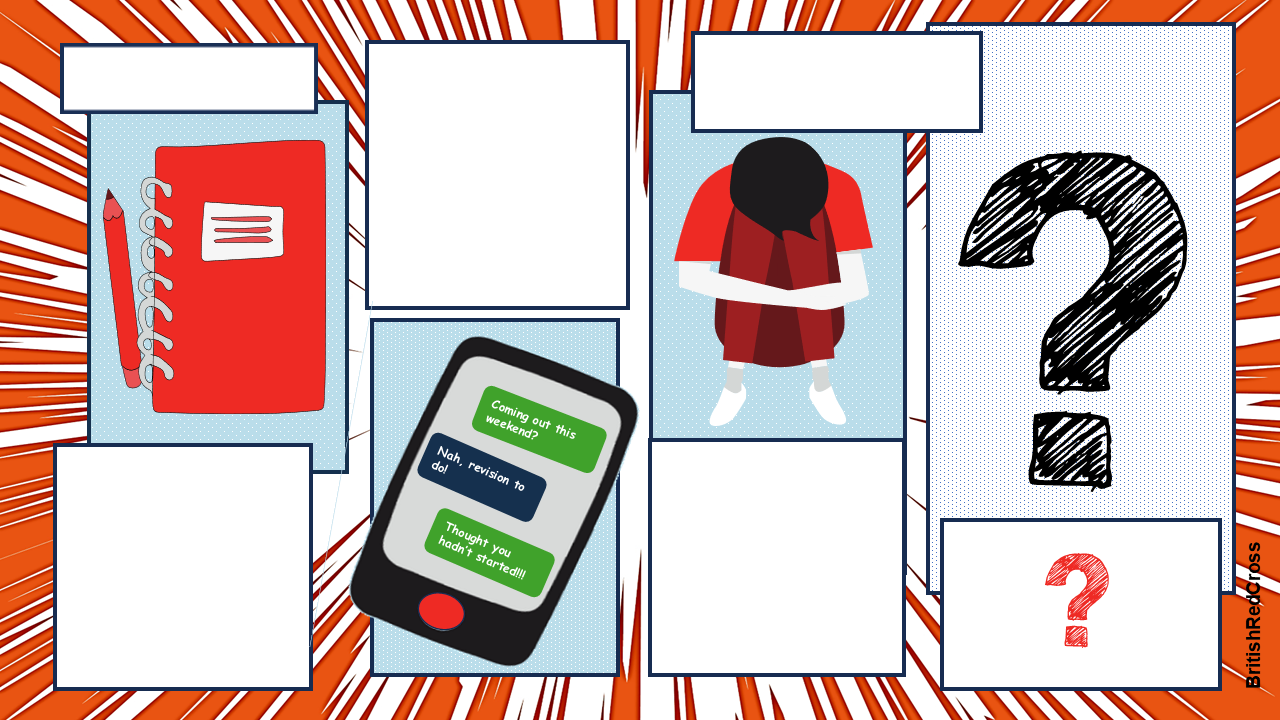 Coming out this
weekend?
Nah, revision to
do!
Thought you
hadn't started!!!
?
?
BritishRedCross